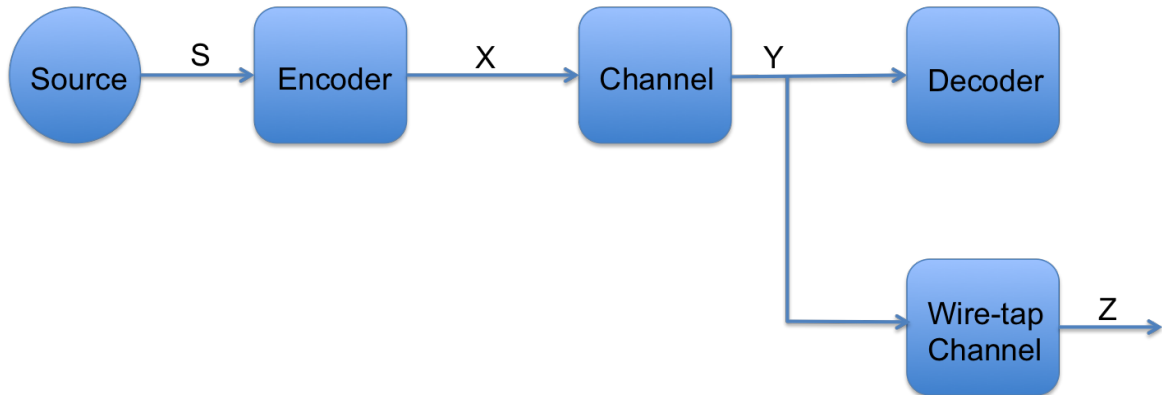 S
X
Y
Source
Encoder
Channel
Decoder
Wire-tap
Channel
Z